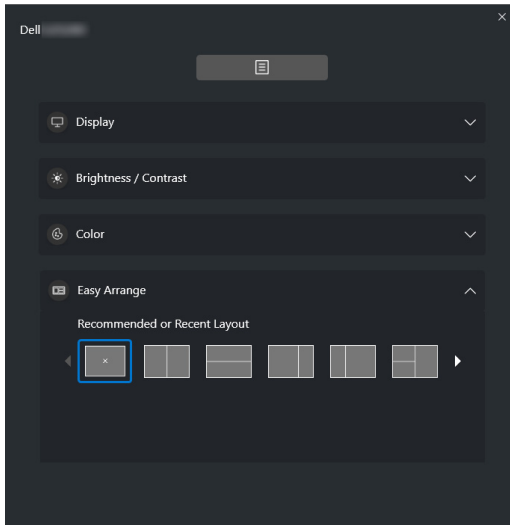 Dell
Display
Brightness / Contrast
Color
Easy Arrange
Recommended or Recent Layout